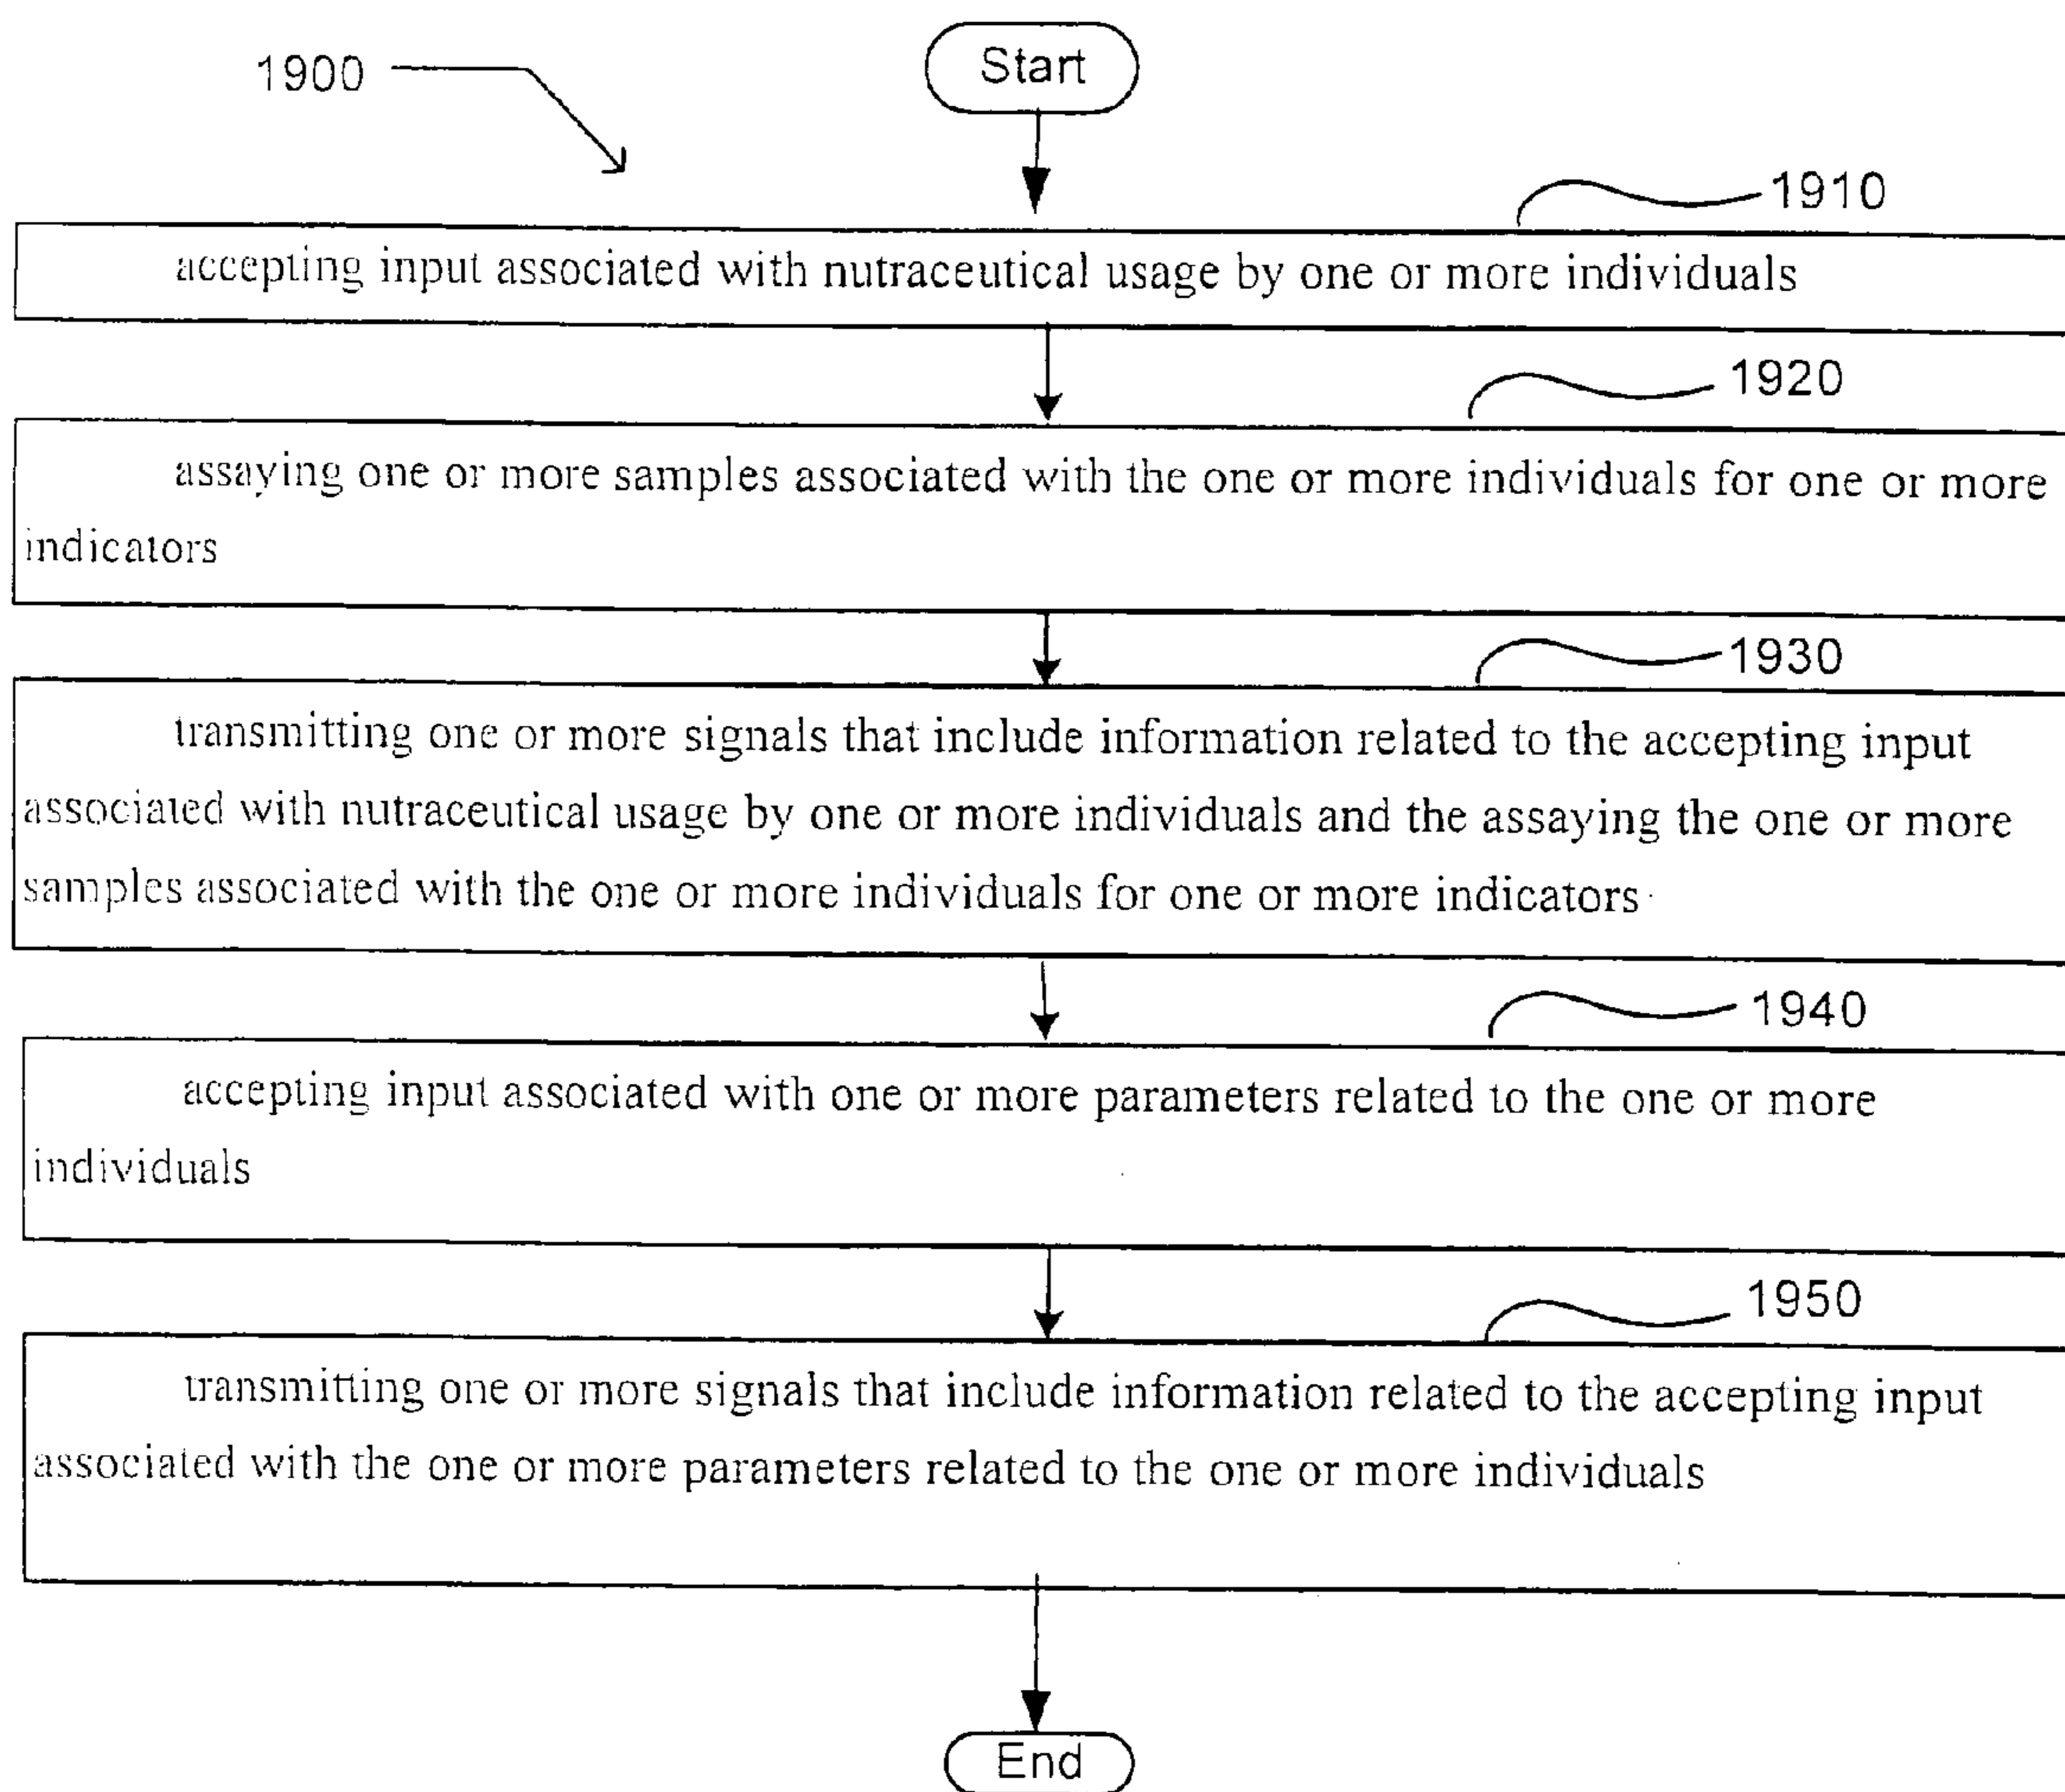 Start
1900
1910
accepting input associated with nutraceutical usage by one or more individuals
1920
assaying one or more samples associated with the one or more individuals for one or more
indicators
1930
transmitting one or more signals that include information related to the accepting input
associated with nutraceutical usage by one or more individuals and the assaying the one or more
samples associated with the one or more individuals for one or more indicators
1940
accepting input associated with one or more parameters related to the one or more
individuals
1950
transmitting one or more signals that include information related to the accepting input
associated with the one or more parameters related to the one or more individuals
End